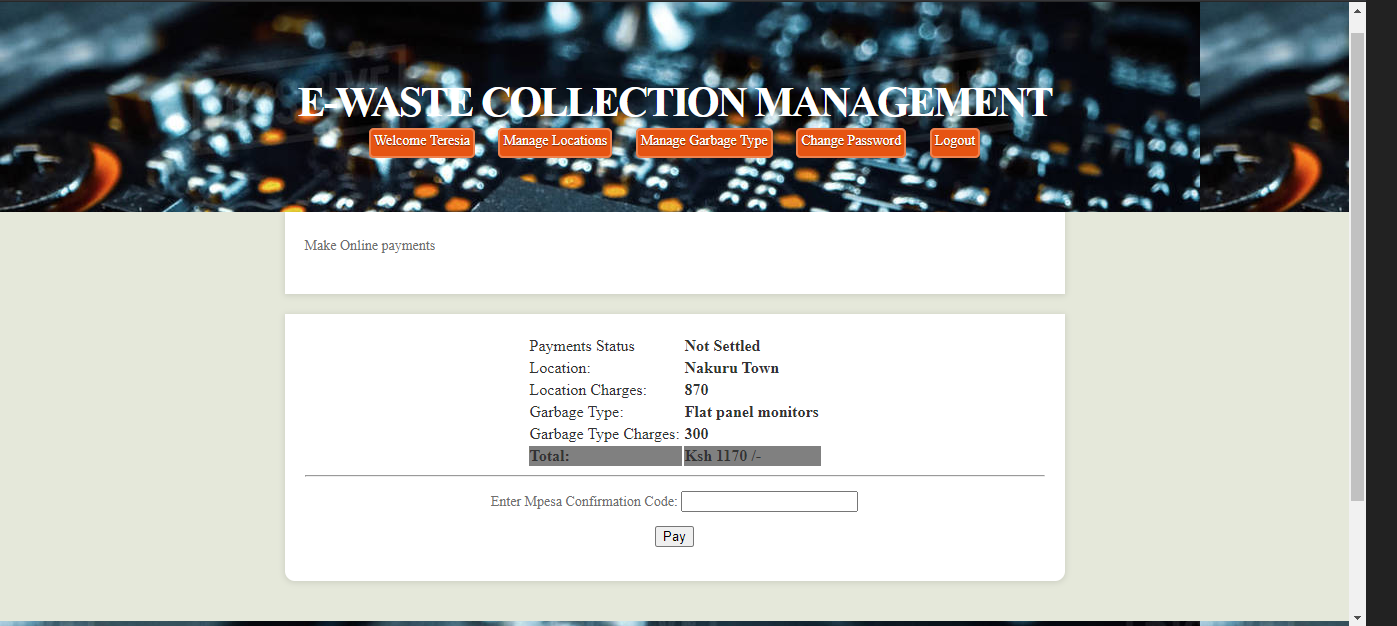 E-WASTE COLLECTION MANAGEMENT
Welcome Teresia Manage Locations Manage Garbage Type Change Password Logout
Make Online payments
Payments Status Not Settled
Location: Nakuru Town
Location Charges: 870
Garbage Type: Flat panel monitors
Garbage Type Charges: 300
Total: Ksh 1170 /-
Enter Mpesa Confirmation Code:
Pay